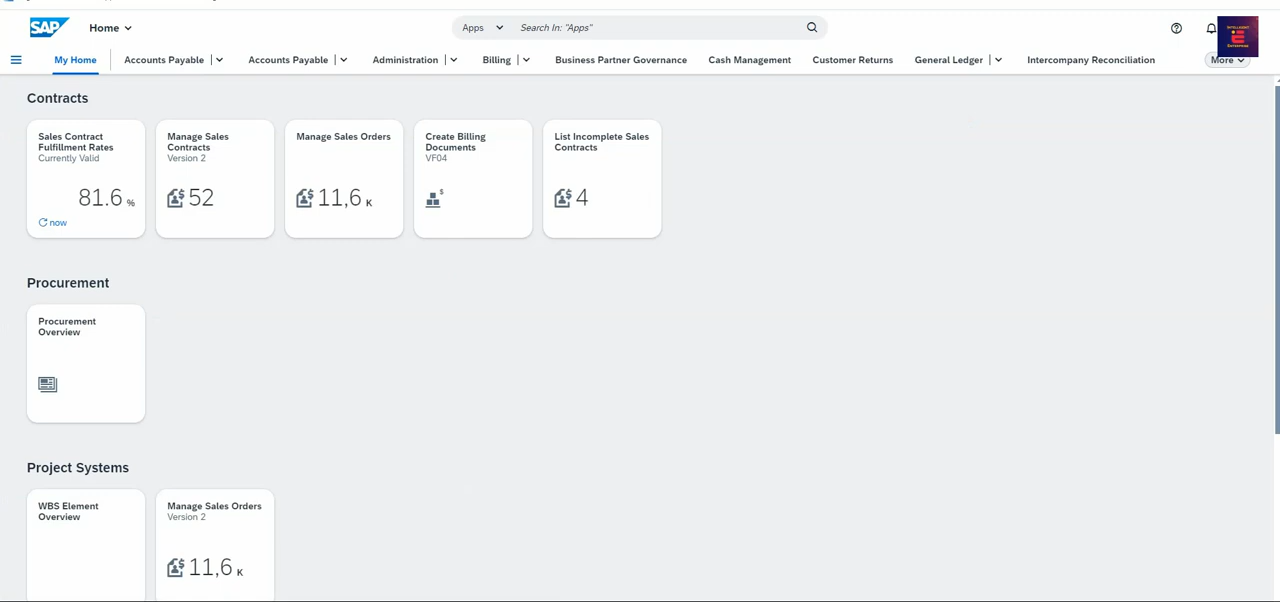 SAP
Home
Apps
Search In: "Apps"
INTELLIGENT
iE
ENTERPRISE
My Home
Accounts Payable
Accounts Payable
Administration
Billing
Business Partner Governance
Cash Management
Customer Returns
General Ledger
Intercompany Reconciliation
More
Contracts
Sales Contract
Fulfillment Rates
Currently Valid
81.6 %
now
Manage Sales
Contracts
Version 2
52
Manage Sales Orders
11,6 K
Create Billing
Documents
VF04
List Incomplete Sales
Contracts
4
Procurement
Procurement
Overview
Project Systems
WBS Element
Overview
Manage Sales Orders
Version 2
11,6 K